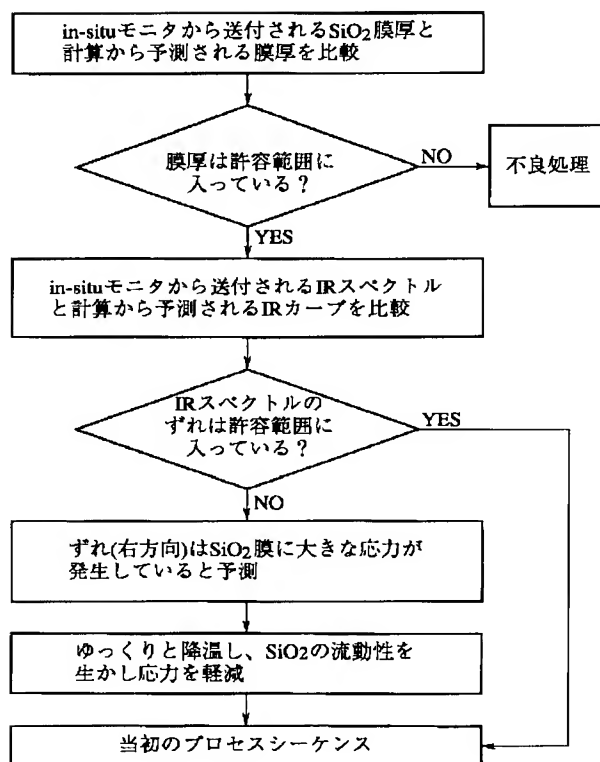 in-situモニタから送付されるSiO2膜厚と
計算から予測される膜厚を比較
膜厚は許容範囲に
入っている？
NO
不良処理
YES
in-situモニタから送付されるIRスペクトル
と計算から予測されるIRカーブを比較
IRスペクトルの
ずれは許容範囲に
入っている？
YES
NO
ずれ(右方向)はSiO2膜に大きな応力が
発生していると予測
ゆっくりと降温し、SiO2の流動性を
生かし応力を軽減
当初のプロセスシーケンス